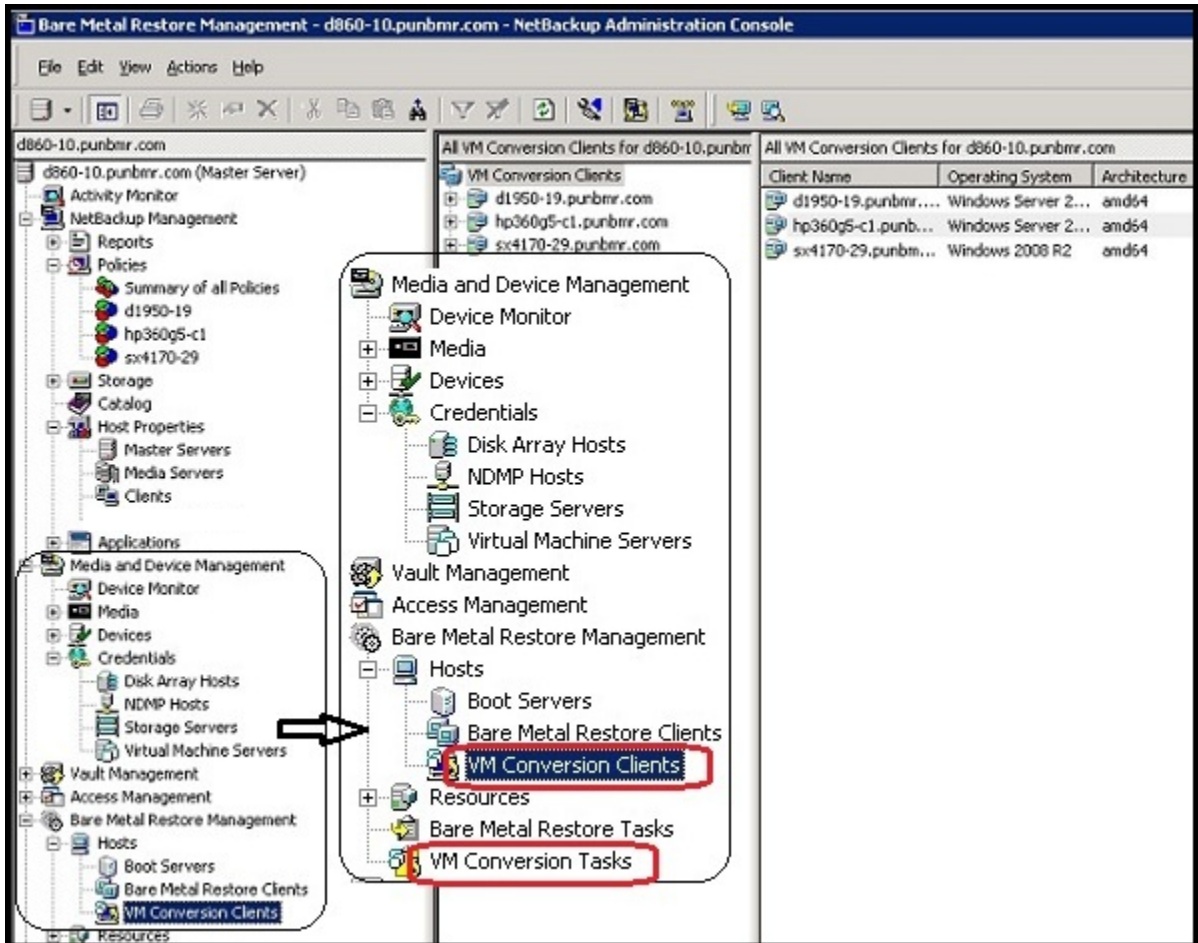 Bare Metal Restore Management - d860-10.punbmr.com - NetBackup Administration Console
File Edit View Actions Help
d860-10.punbmr.com
d860-10.punbmr.com (Master Server)
Activity Monitor
NetBackup Management
Reports
Policies
Summary of all Policies
d1950-19
hp360g5-c1
sx4170-29
Storage
Catalog
Host Properties
Master Servers
Media Servers
Clients
Applications
Media and Device Management
Device Monitor
Media
Devices
Credentials
Disk Array Hosts
NDMP Hosts
Storage Servers
Virtual Machine Servers
Vault Management
Access Management
Bare Metal Restore Management
Hosts
Boot Servers
Bare Metal Restore Clients
VM Conversion Clients
Resources
All VM Conversion Clients for d860-10.punbmr
VM Conversion Clients
d1950-19.punbmr.com
hp360g5-c1.punbmr.com
sx4170-29.punbmr.com
Media and Device Management
Device Monitor
Media
Devices
Credentials
Disk Array Hosts
NDMP Hosts
Storage Servers
Virtual Machine Servers
Vault Management
Access Management
Bare Metal Restore Management
Hosts
Boot Servers
Bare Metal Restore Clients
VM Conversion Clients
Resources
Bare Metal Restore Tasks
VM Conversion Tasks
All VM Conversion Clients for d860-10.punbmr.com
Client Name Operating System Architecture
d1950-19.punbmr.... Windows Server 2... amd64
hp360g5-c1.punb... Windows Server 2... amd64
sx4170-29.punbm... Windows 2008 R2 amd64